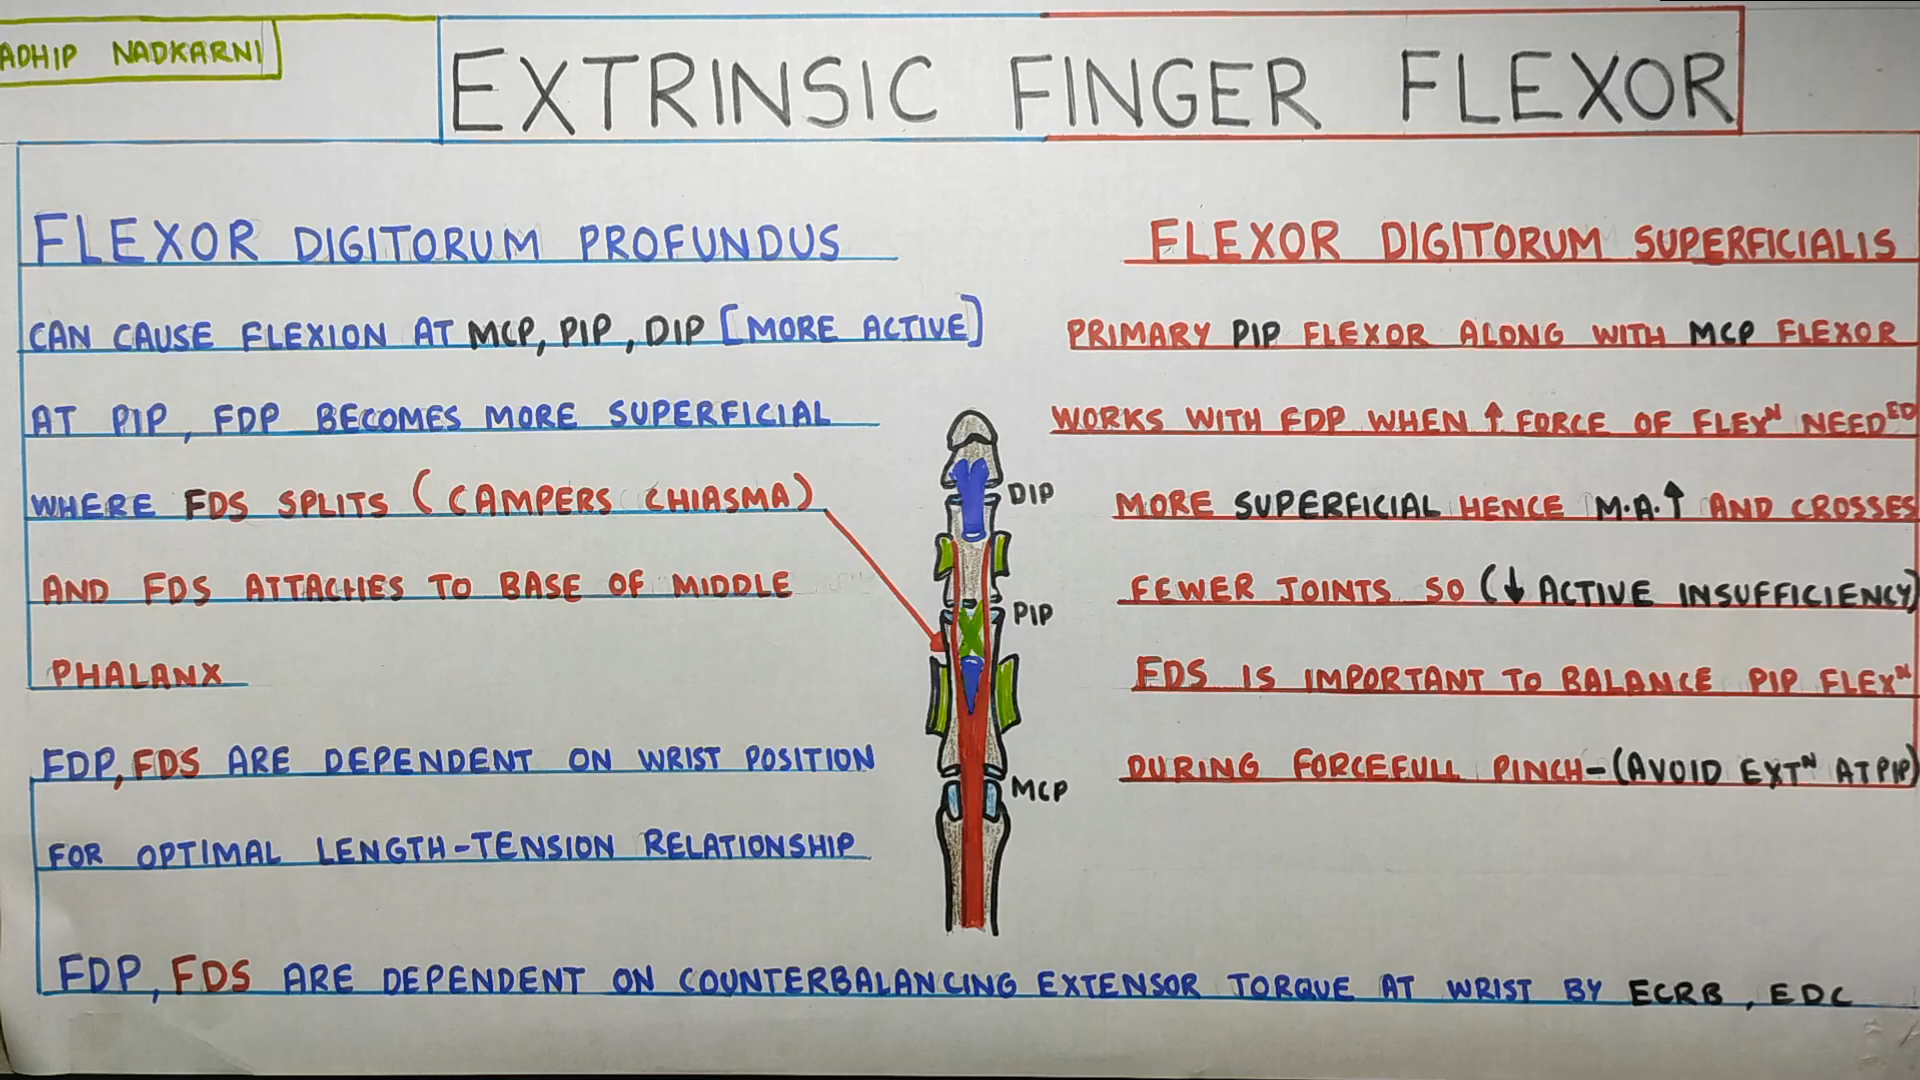 ADHIP NADKARNI
EXTRINSIC FINGER FLEXOR
FLEXOR DIGITORUM PROFUNDUS
CAN CAUSE FLEXION AT MCP, PIP, DIP [MORE ACTIVE]
AT PIP, FDP BECOMES MORE SUPERFICIAL
WHERE FDS SPLITS (CAMPERS CHIASMA)
AND FDS ATTACHES TO BASE OF MIDDLE
PHALANX
FDP, FDS ARE DEPENDENT ON WRIST POSITION
FOR OPTIMAL LENGTH-TENSION RELATIONSHIP
DIP
PIP
MCP
FLEXOR DIGITORUM SUPERFICIALIS
PRIMARY PIP FLEXOR ALONG WITH MCP FLEXOR
WORKS WITH FDP WHEN ↑ FORCE OF FLEXᴺ NEEDᴱᴰ
MORE SUPERFICIAL HENCE M.A.↑ AND CROSSES
FEWER JOINTS SO (↓ ACTIVE INSUFFICIENCY)
FDS IS IMPORTANT TO BALANCE PIP FLEXᴺ
DURING FORCEFULL PINCH-(AVOID EXTᴺ AT PIP)
FDP, FDS ARE DEPENDENT ON COUNTERBALANCING EXTENSOR TORQUE AT WRIST BY ECRB, EDC